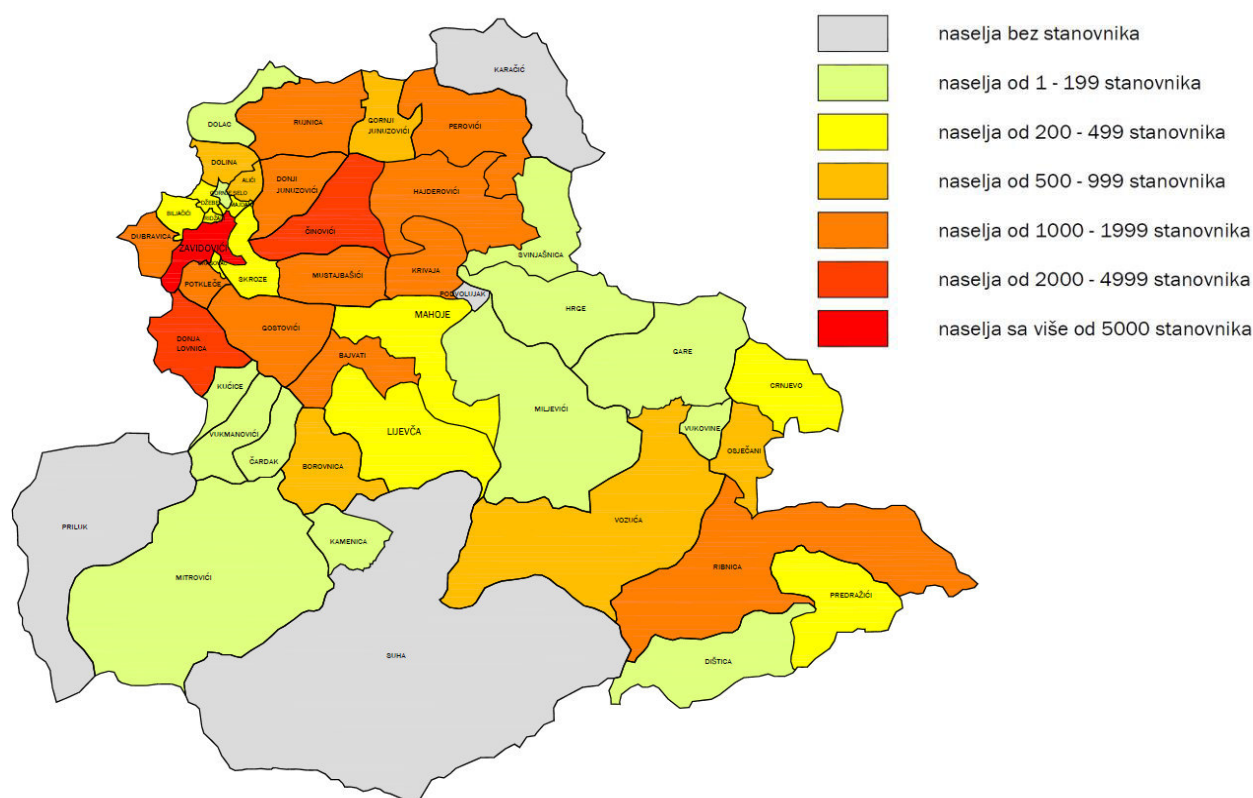 naselja bez stanovnika
naselja od 1 - 199 stanovnika
naselja od 200 - 499 stanovnika
naselja od 500 - 999 stanovnika
naselja od 1000 - 1999 stanovnika
naselja od 2000 - 4999 stanovnika
naselja sa više od 5000 stanovnika
KARAČIĆ
DOLAC
RUJNICA
GORNJI
JUNUZOVIĆI
PEROVIĆI
DOLINA
ALIĆI
DONJI
JUNUZOVIĆI
HAJDEROVIĆI
DUBRAVICA
ZAVIDOVIĆI
ČINOVIĆI
SVINJAŠNICA
POTKLEČE
SKROZE
MUSTAJBAŠIĆI
KRIVAJA
PODVOLUJAK
HRGE
MAHOJE
DONJA
LOVNICA
GOSTOVIĆI
BAJVATI
GARE
CRNJEVO
KUĆICE
MILJEVIĆI
VUKMANOVIĆI
LIJEVČA
VUKOVINE
OSJEČANI
ČARDAK
BOROVNICA
PRILUK
VOZUĆA
KAMENICA
MITROVIĆI
RIBNICA
PREDRAŽIĆI
SUHA
DIŠTICA